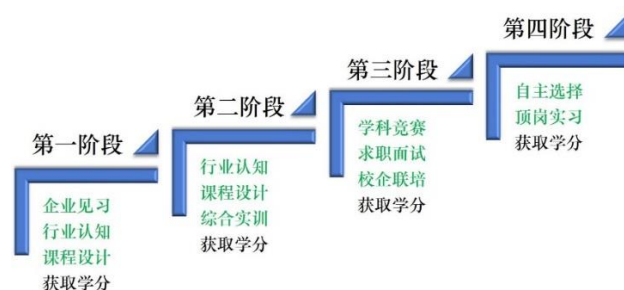 第一阶段
企业见习
行业认知
课程设计
获取学分
第二阶段
行业认知
课程设计
综合实训
获取学分
第三阶段
学科竞赛
求职面试
校企联培
获取学分
第四阶段
自主选择
顶岗实习
获取学分